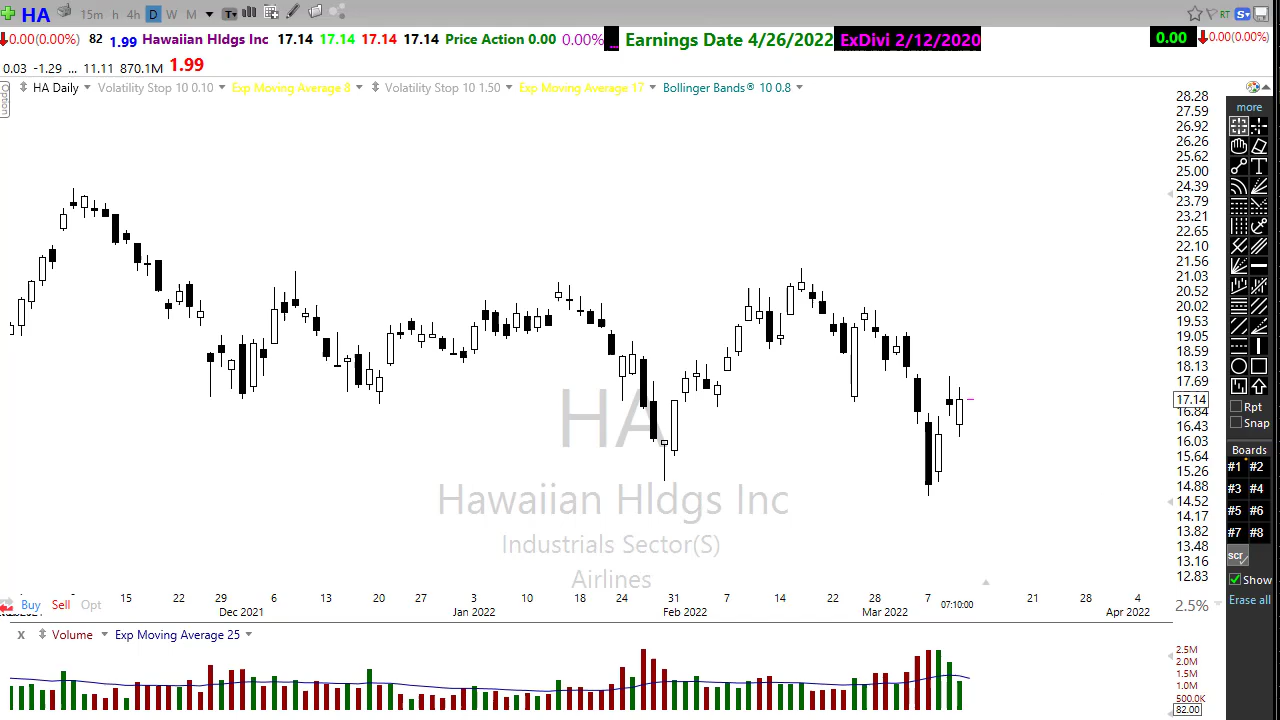 HA 15m h 4h D W M T RT S
0.00(0.00%) 82 1.99 Hawaiian Hldgs Inc 17.14 17.14 17.14 17.14 Price Action 0.00 0.00% ... Earnings Date 4/26/2022 ExDivi 2/12/2020 0.00 0.00(0.00%)
0.03 -1.29 ... 11.11 870.1M 1.99
Option
HA Daily Volatility Stop 10 0.10 Exp Moving Average 8 Volatility Stop 10 1.50 Exp Moving Average 17 Bollinger Bands® 10 0.8
28.28
27.59
26.92
26.26
25.62
25.00
24.39
23.79
23.21
22.65
22.10
21.56
21.03
20.52
20.02
19.53
19.05
18.59
18.13
17.69
17.14
16.84
16.43
16.03
15.64
15.26
14.88
14.52
14.17
13.82
13.48
13.16
12.83
more
T
Rpt
Snap
Boards
#1 #2
#3 #4
#5 #6
#7 #8
scr
Show
Erase all
HA
Hawaiian Hldgs Inc
Industrials Sector(S)
Airlines
15 22 29 6 13 20 27 3 10 18 24 31 7 14 22 28 7 07:10:00 21 28 4
Dec 2021 Jan 2022 Feb 2022 Mar 2022 Apr 2022
Buy Sell Opt
2.5%
X Volume Exp Moving Average 25
2.5M
2.0M
1.5M
1.0M
500.0K
82.00